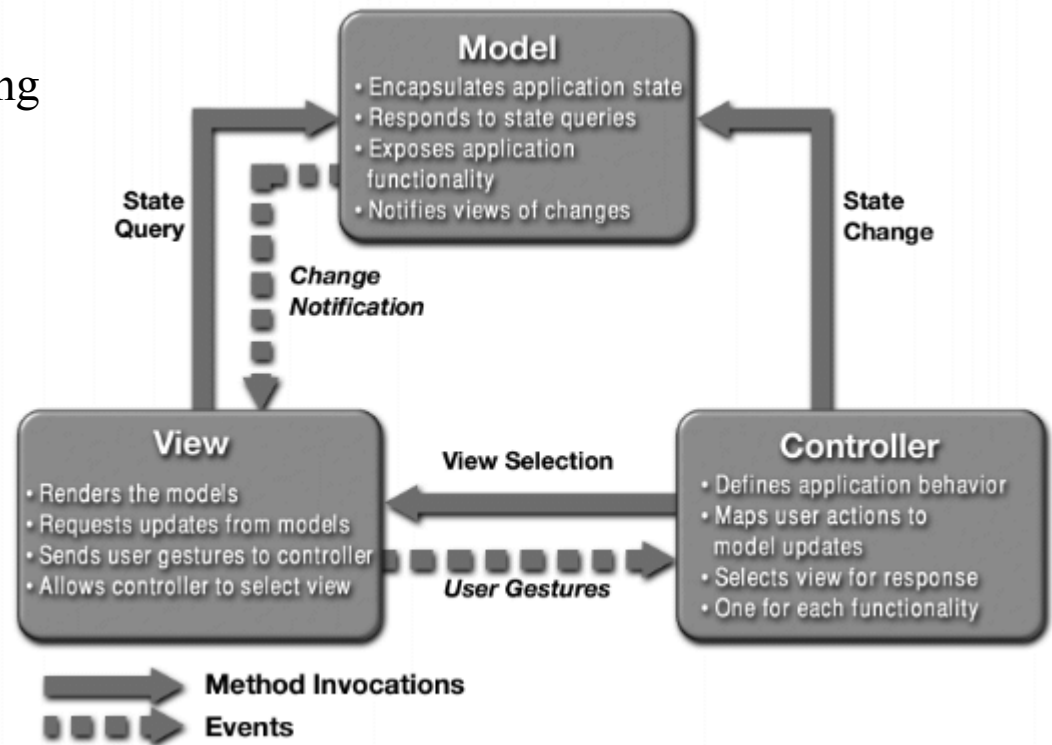 ng
Model
• Encapsulates application state
• Responds to state queries
• Exposes application
functionality
• Notifies views of changes
State
Query
Change
Notification
State
Change
View
• Renders the models
• Requests updates from models
• Sends user gestures to controller
• Allows controller to select view
View Selection
User Gestures
Controller
• Defines application behavior
• Maps user actions to
model updates
• Selects view for response
• One for each functionality
Method Invocations
Events